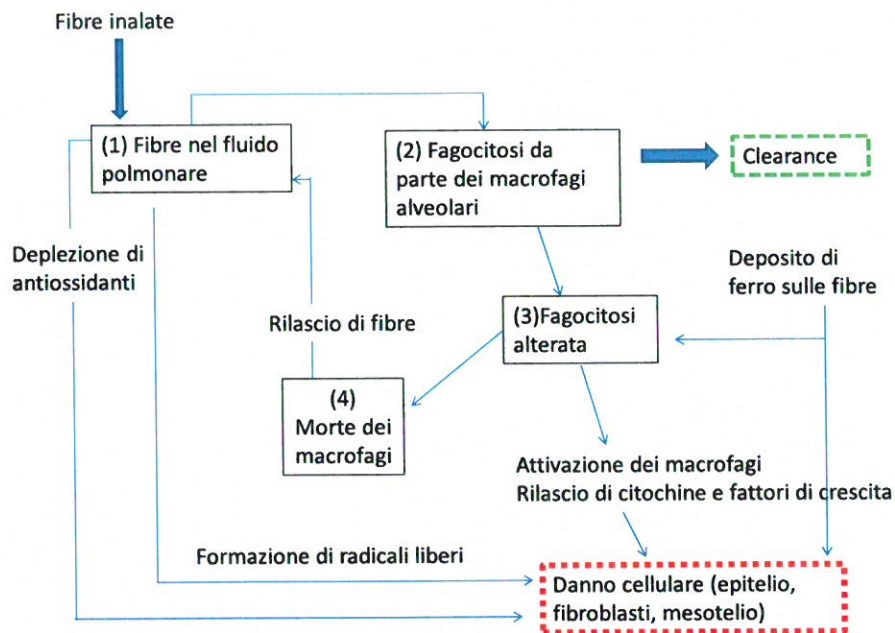 Fibre inalate
(1) Fibre nel fluido
polmonare
(2) Fagocitosi da
parte dei macrofagi
alveolari
Clearance
Deplezione di
antiossidanti
Deposito di
ferro sulle fibre
Rilascio di fibre
(3)Fagocitosi
alterata
(4)
Morte dei
macrofagi
Attivazione dei macrofagi
Rilascio di citochine e fattori di crescita
Formazione di radicali liberi
Danno cellulare (epitelio,
fibroblasti, mesotelio)